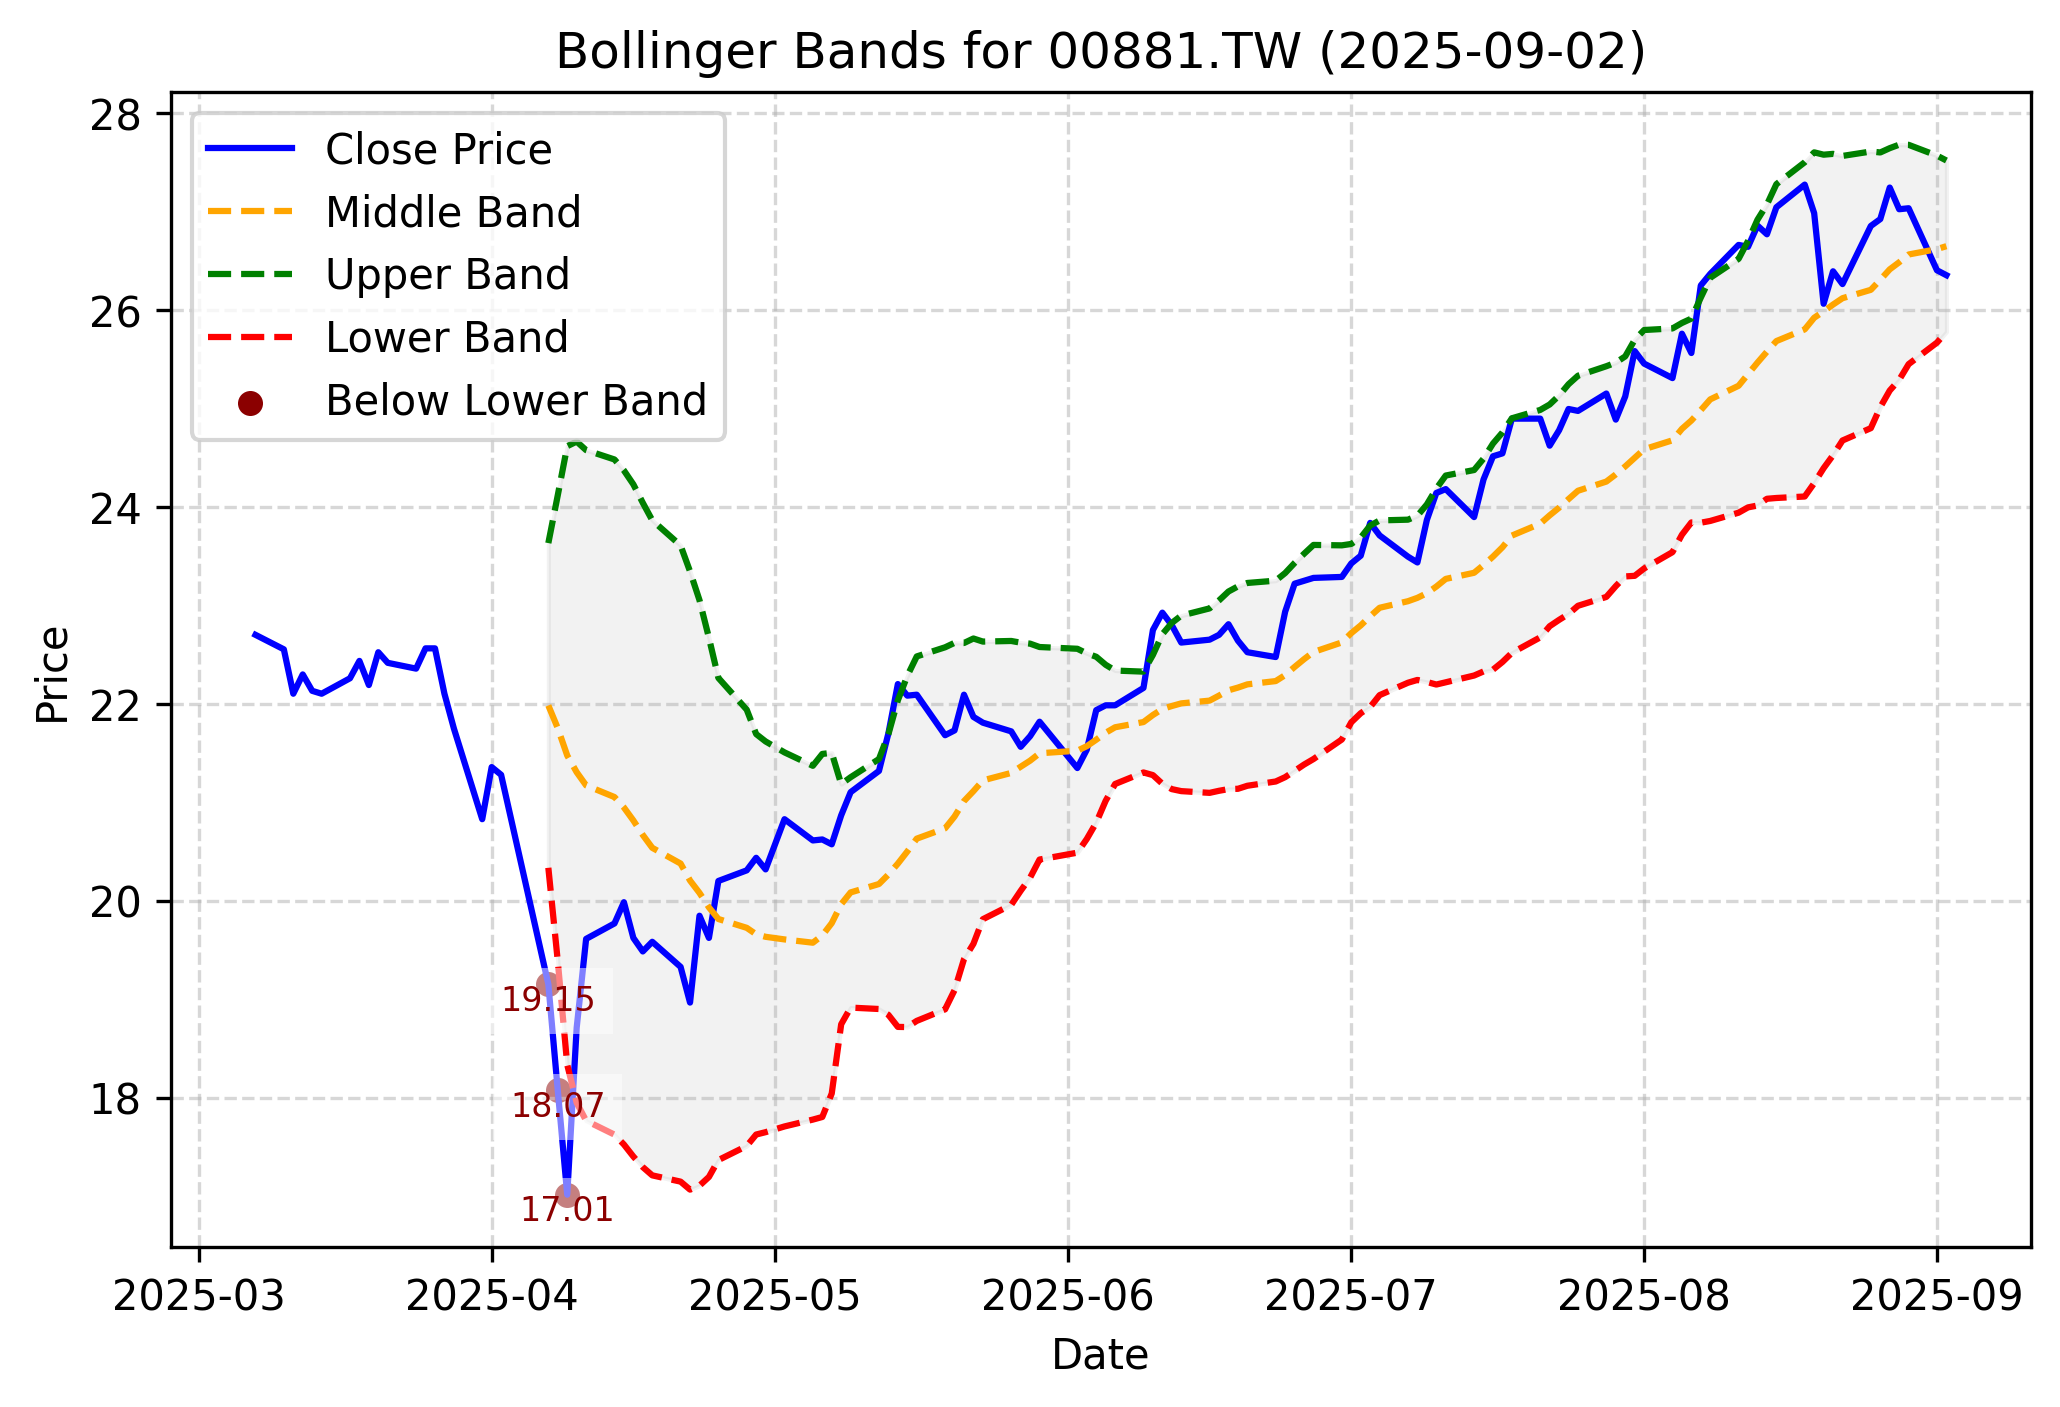 Bollinger Bands for 00881.TW (2025-09-02)
28
26
24
22
20
18
Price
Close Price
Middle Band
Upper Band
Lower Band
Below Lower Band
19.15
18.07
17.01
2025-03 2025-04 2025-05 2025-06 2025-07 2025-08 2025-09
Date